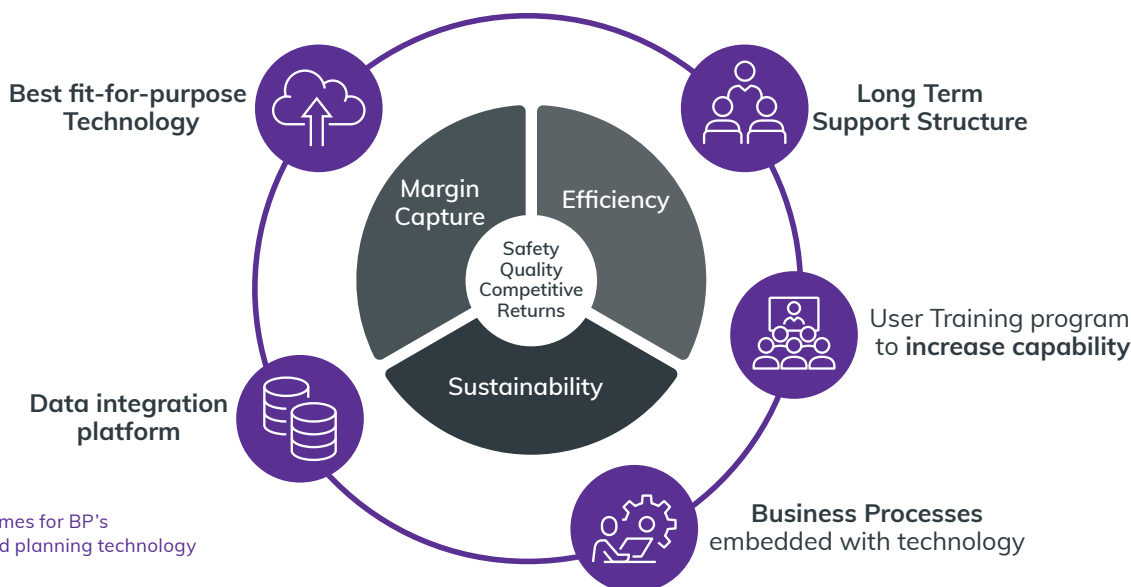 Best fit-for-purpose
Technology
Long Term
Support Structure
Margin
Capture
Efficiency
Safety
Quality
Competitive
Returns
Sustainability
User Training program
to increase capability
Data integration
platform
Business Processes
embedded with technology
for BP's
planning technology